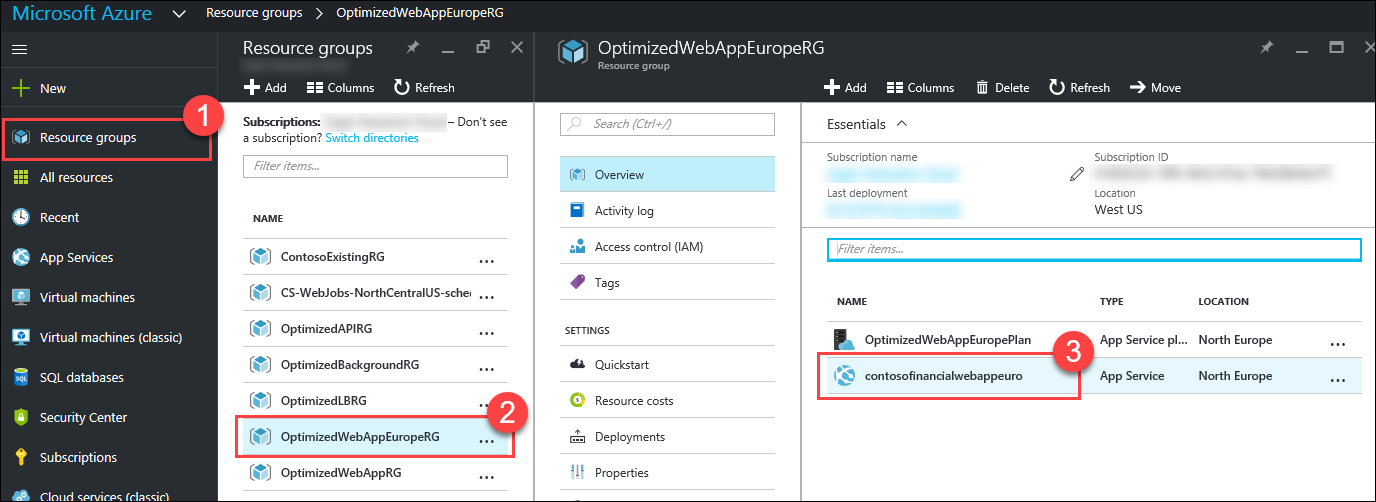 Microsoft Azure
Resource groups > OptimizedWebAppEuropeRG
New
1
Resource groups
All resources
Recent
App Services
Virtual machines
Virtual machines (classic)
SQL databases
Security Center
Subscriptions
Cloud services (classic)
Resource groups
Add
Columns
Refresh
Subscriptions:
– Don't see
a subscription? Switch directories
Filter items...
NAME
ContosoExistingRG
...
CS-WebJobs-NorthCentralUS-sche
...
OptimizedAPIRG
...
OptimizedBackgroundRG
...
OptimizedLBRG
...
2
OptimizedWebAppEuropeRG
...
OptimizedWebAppRG
...
OptimizedWebAppEuropeRG
Resource group
Search (Ctrl+/)
Overview
Activity log
Access control (IAM)
Tags
SETTINGS
Quickstart
Resource costs
Deployments
Properties
Add
Columns
Delete
Refresh
Move
Essentials
Subscription name
Subscription ID
Last deployment
Location
West US
Filter items...
NAME TYPE LOCATION
OptimizedWebAppEuropePlan App Service pl... North Europe ...
3
contosofinancialwebappeuro App Service North Europe ...